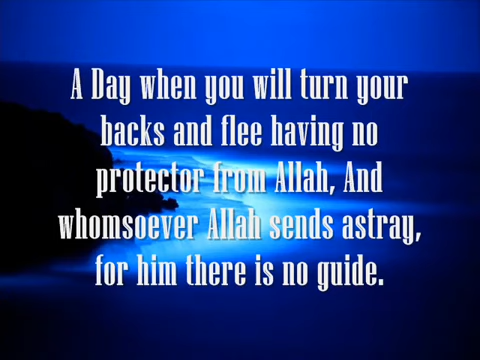 A Day when you will turn your
backs and flee having no
protector from Allah, And
whomsoever Allah sends astray,
for him there is no guide.